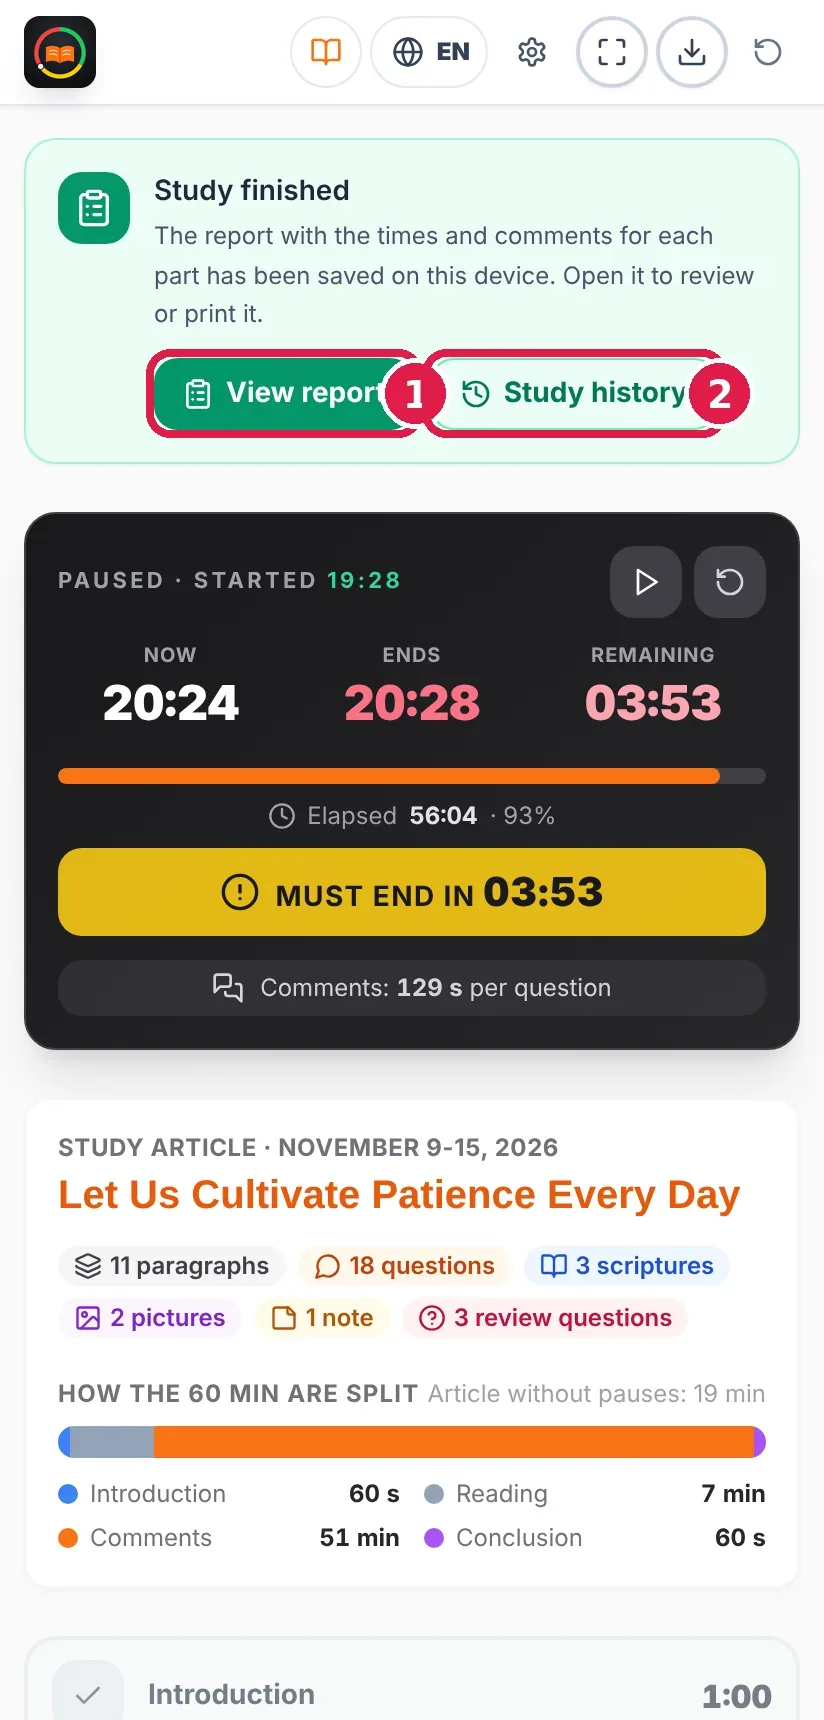 EN
Study finished
The report with the times and comments for each
part has been saved on this device. Open it to review
or print it.
View report 1 Study history 2
PAUSED · STARTED 19:28
NOW ENDS REMAINING
20:24 20:28 03:53
Elapsed 56:04 · 93%
MUST END IN 03:53
Comments: 129 s per question
STUDY ARTICLE · NOVEMBER 9-15, 2026
Let Us Cultivate Patience Every Day
11 paragraphs 18 questions 3 scriptures
2 pictures 1 note 3 review questions
HOW THE 60 MIN ARE SPLIT Article without pauses: 19 min
Introduction 60 s Reading 7 min
Comments 51 min Conclusion 60 s
Introduction 1:00